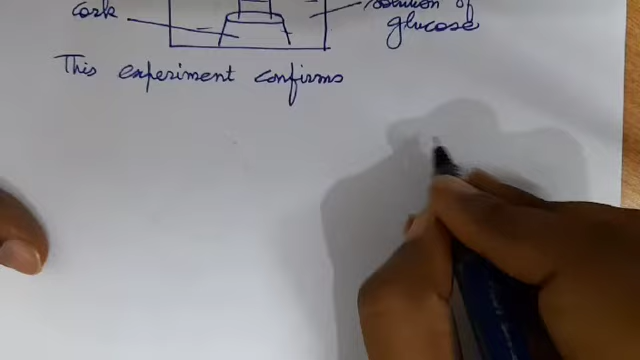 cork
solution of
glucose
This experiment confirms